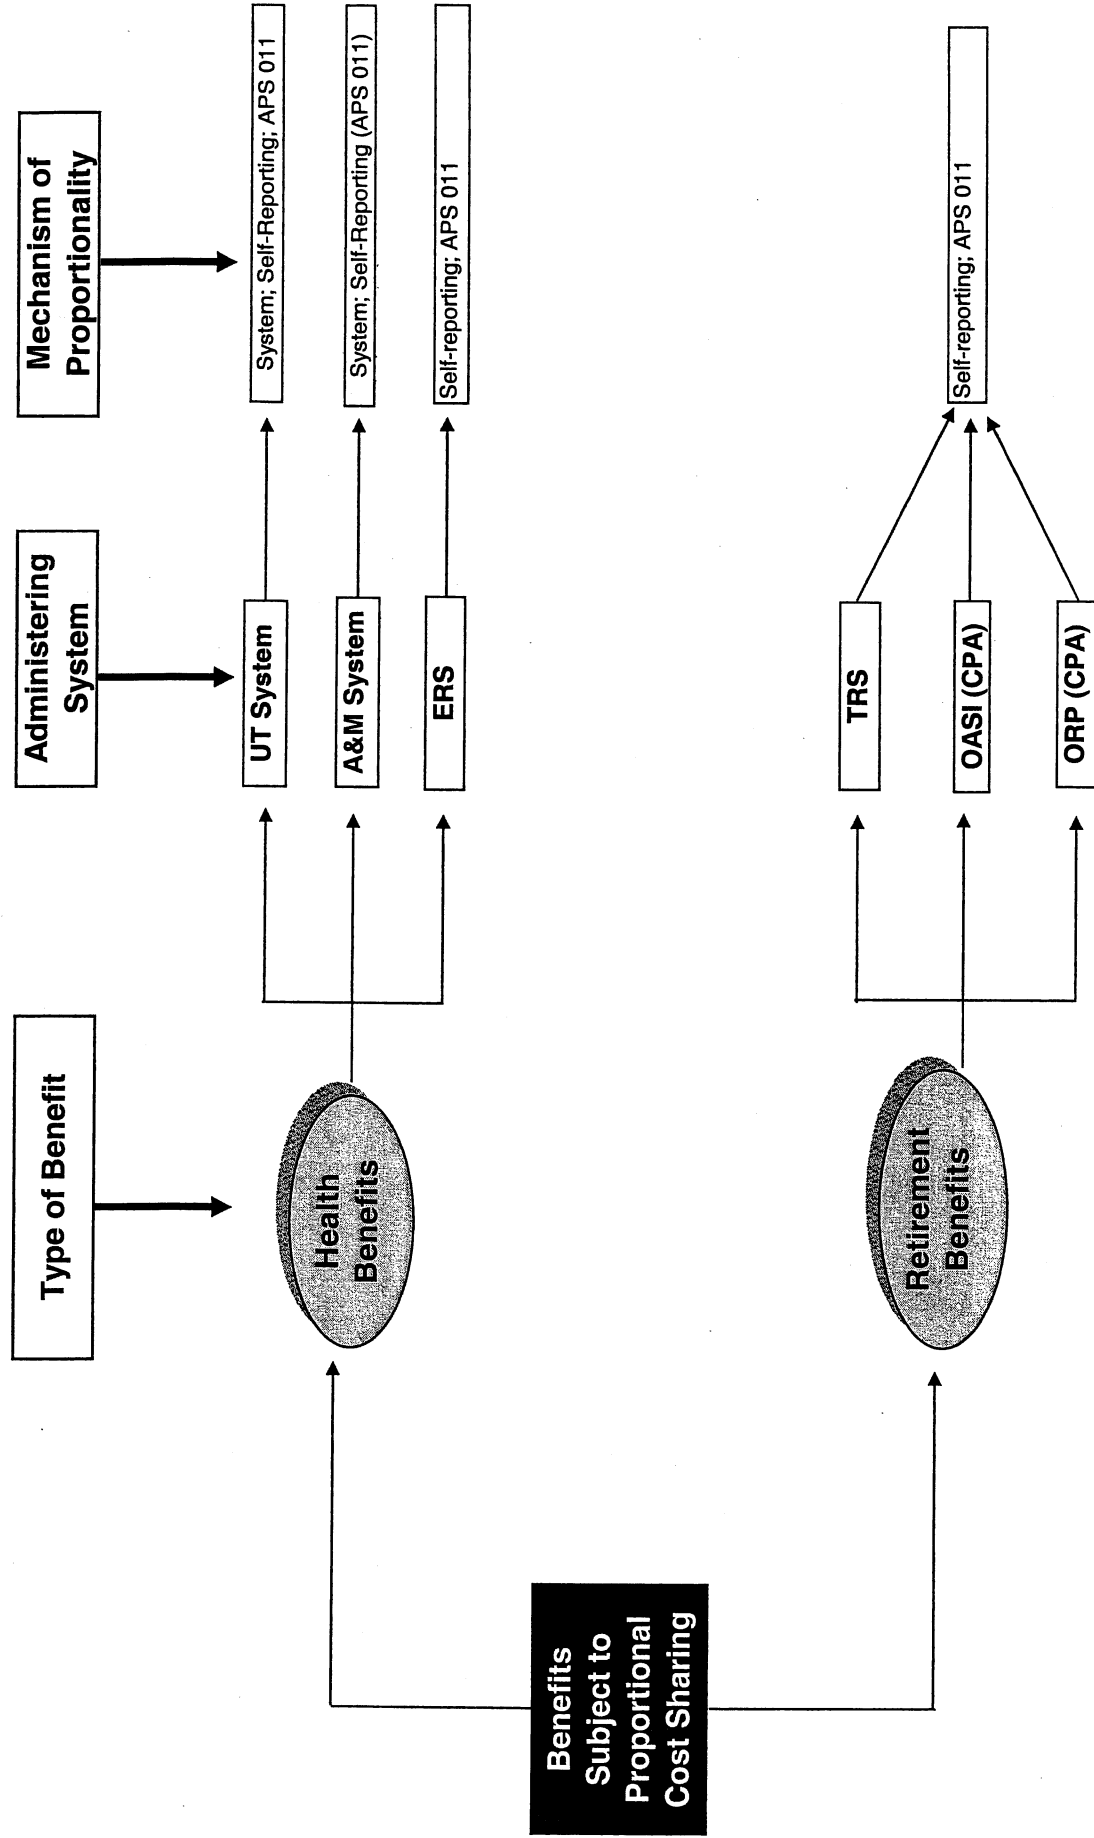 Type of Benefit
Administering
System
Mechanism of
Proportionality
Benefits
Subject to
Proportional
Cost Sharing
Health
Benefits
UT System
System; Self-Reporting; APS 011
A&M System
System; Self-Reporting (APS 011)
ERS
Self-reporting; APS 011
Retirement
Benefits
TRS
OASI (CPA)
ORP (CPA)
Self-reporting; APS 011